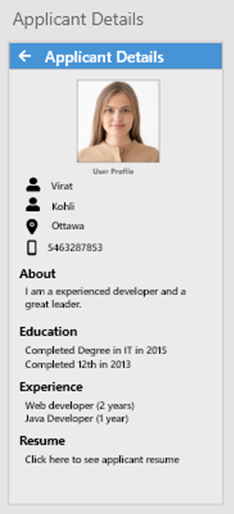 Applicant Details
Applicant Details
User Profile
Virat
Kohli
Ottawa
5463287853
About
I am a experienced developer and a
great leader.
Education
Completed Degree in IT in 2015
Completed 12th in 2013
Experience
Web developer (2 years)
Java Developer (1 year)
Resume
Click here to see applicant resume